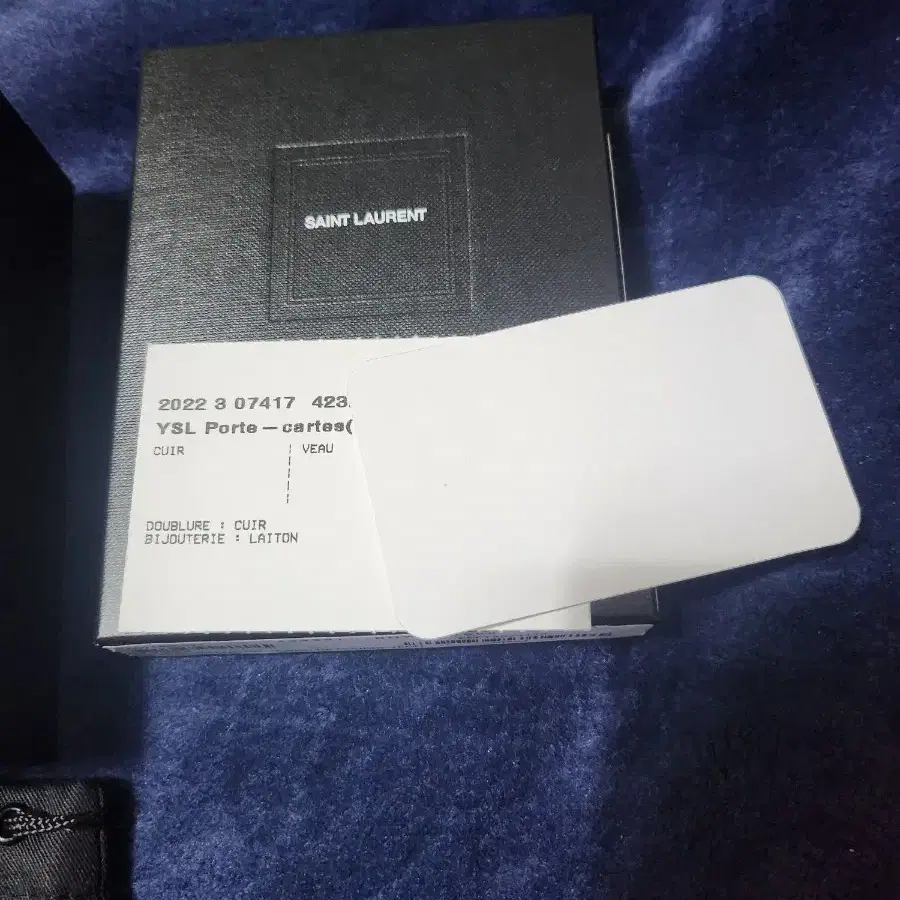 SAINT LAURENT
2022 3 07417 423.
YSL Porte-cartes(
CUIR | VEAU
DOUBLURE : CUIR
BIJOUTERIE : LAITON